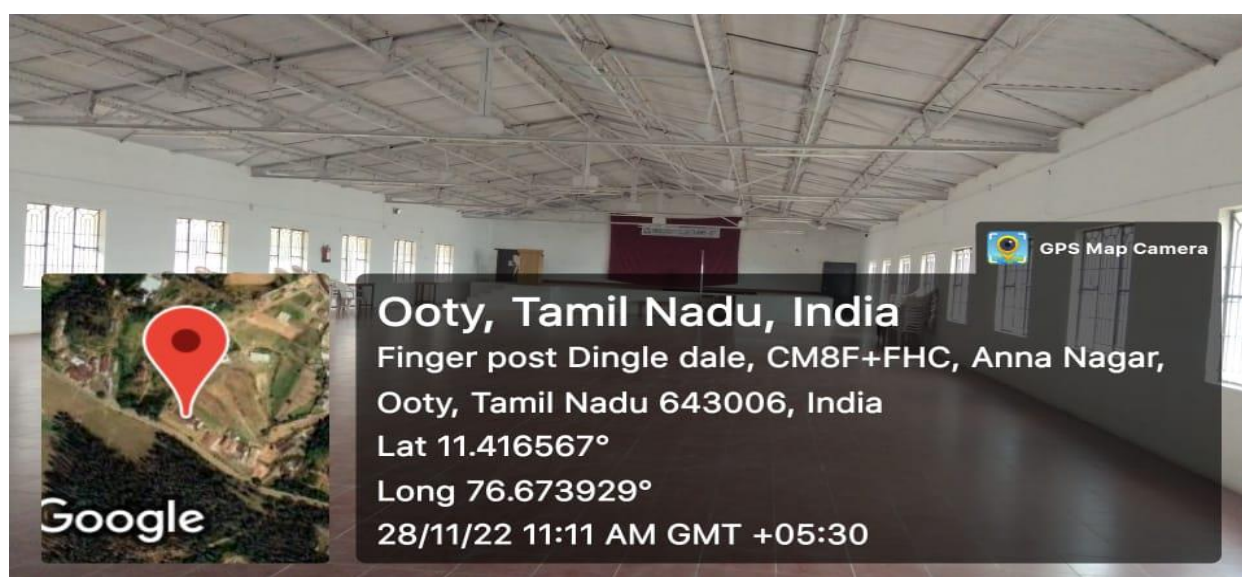 GPS Map Camera
Ooty, Tamil Nadu, India
Finger post Dingle dale, CM8F+FHC, Anna Nagar,
Ooty, Tamil Nadu 643006, India
Lat 11.416567°
Long 76.673929°
28/11/22 11:11 AM GMT +05:30
Google